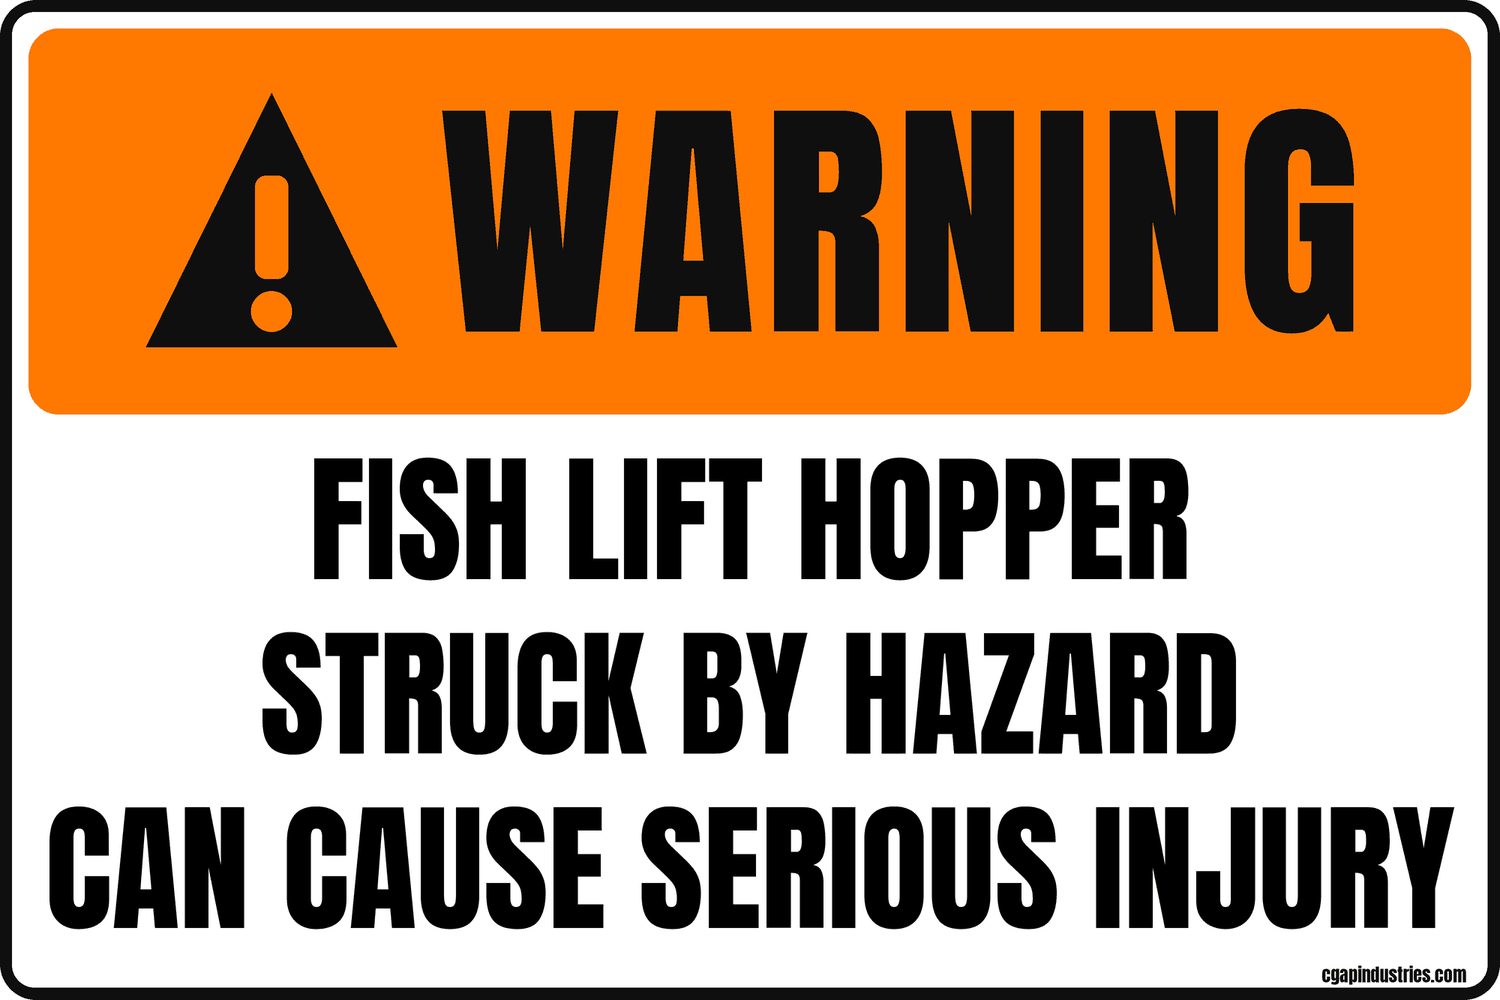 WARNING
FISH LIFT HOPPER
STRUCK BY HAZARD
CAN CAUSE SERIOUS INJURY
cgapindustries.com